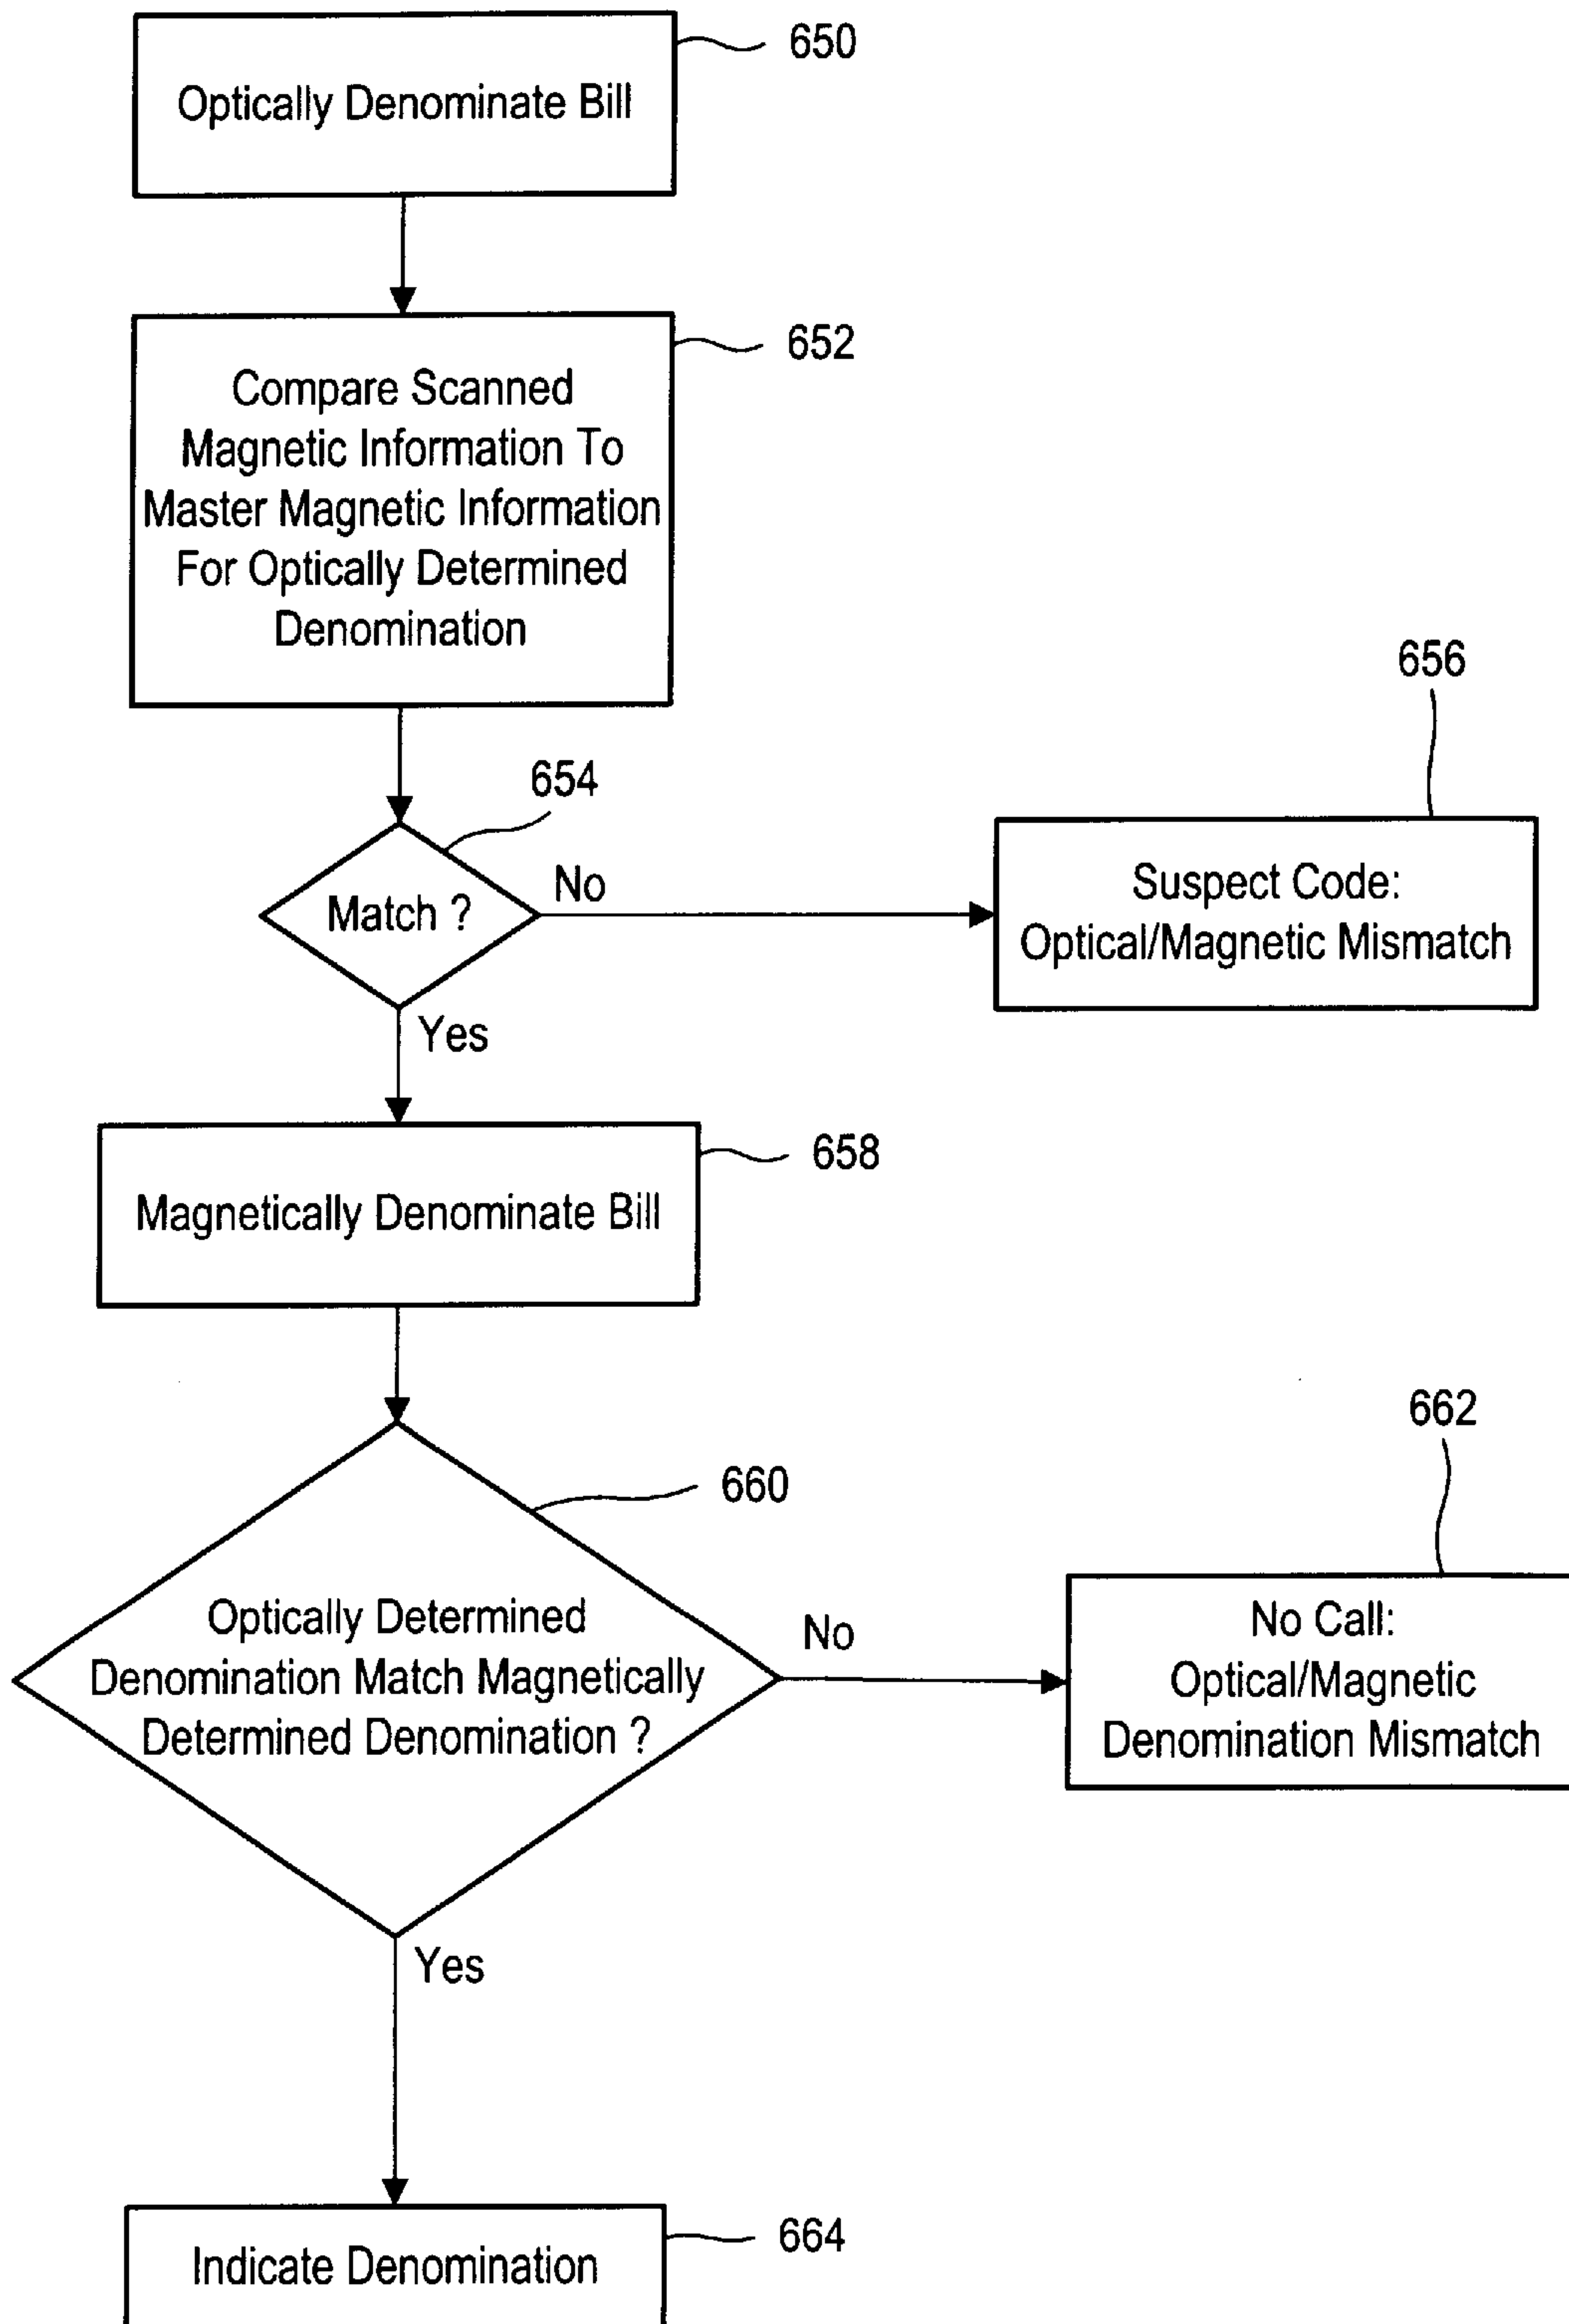 650
Optically Denominate Bill
652
Compare Scanned
Magnetic Information To
Master Magnetic Information
For Optically Determined
Denomination
654
Match ?
No
656
Suspect Code:
Optical/Magnetic Mismatch
Yes
658
Magnetically Denominate Bill
660
Optically Determined
Denomination Match Magnetically
Determined Denomination ?
No
662
No Call:
Optical/Magnetic
Denomination Mismatch
Yes
664
Indicate Denomination